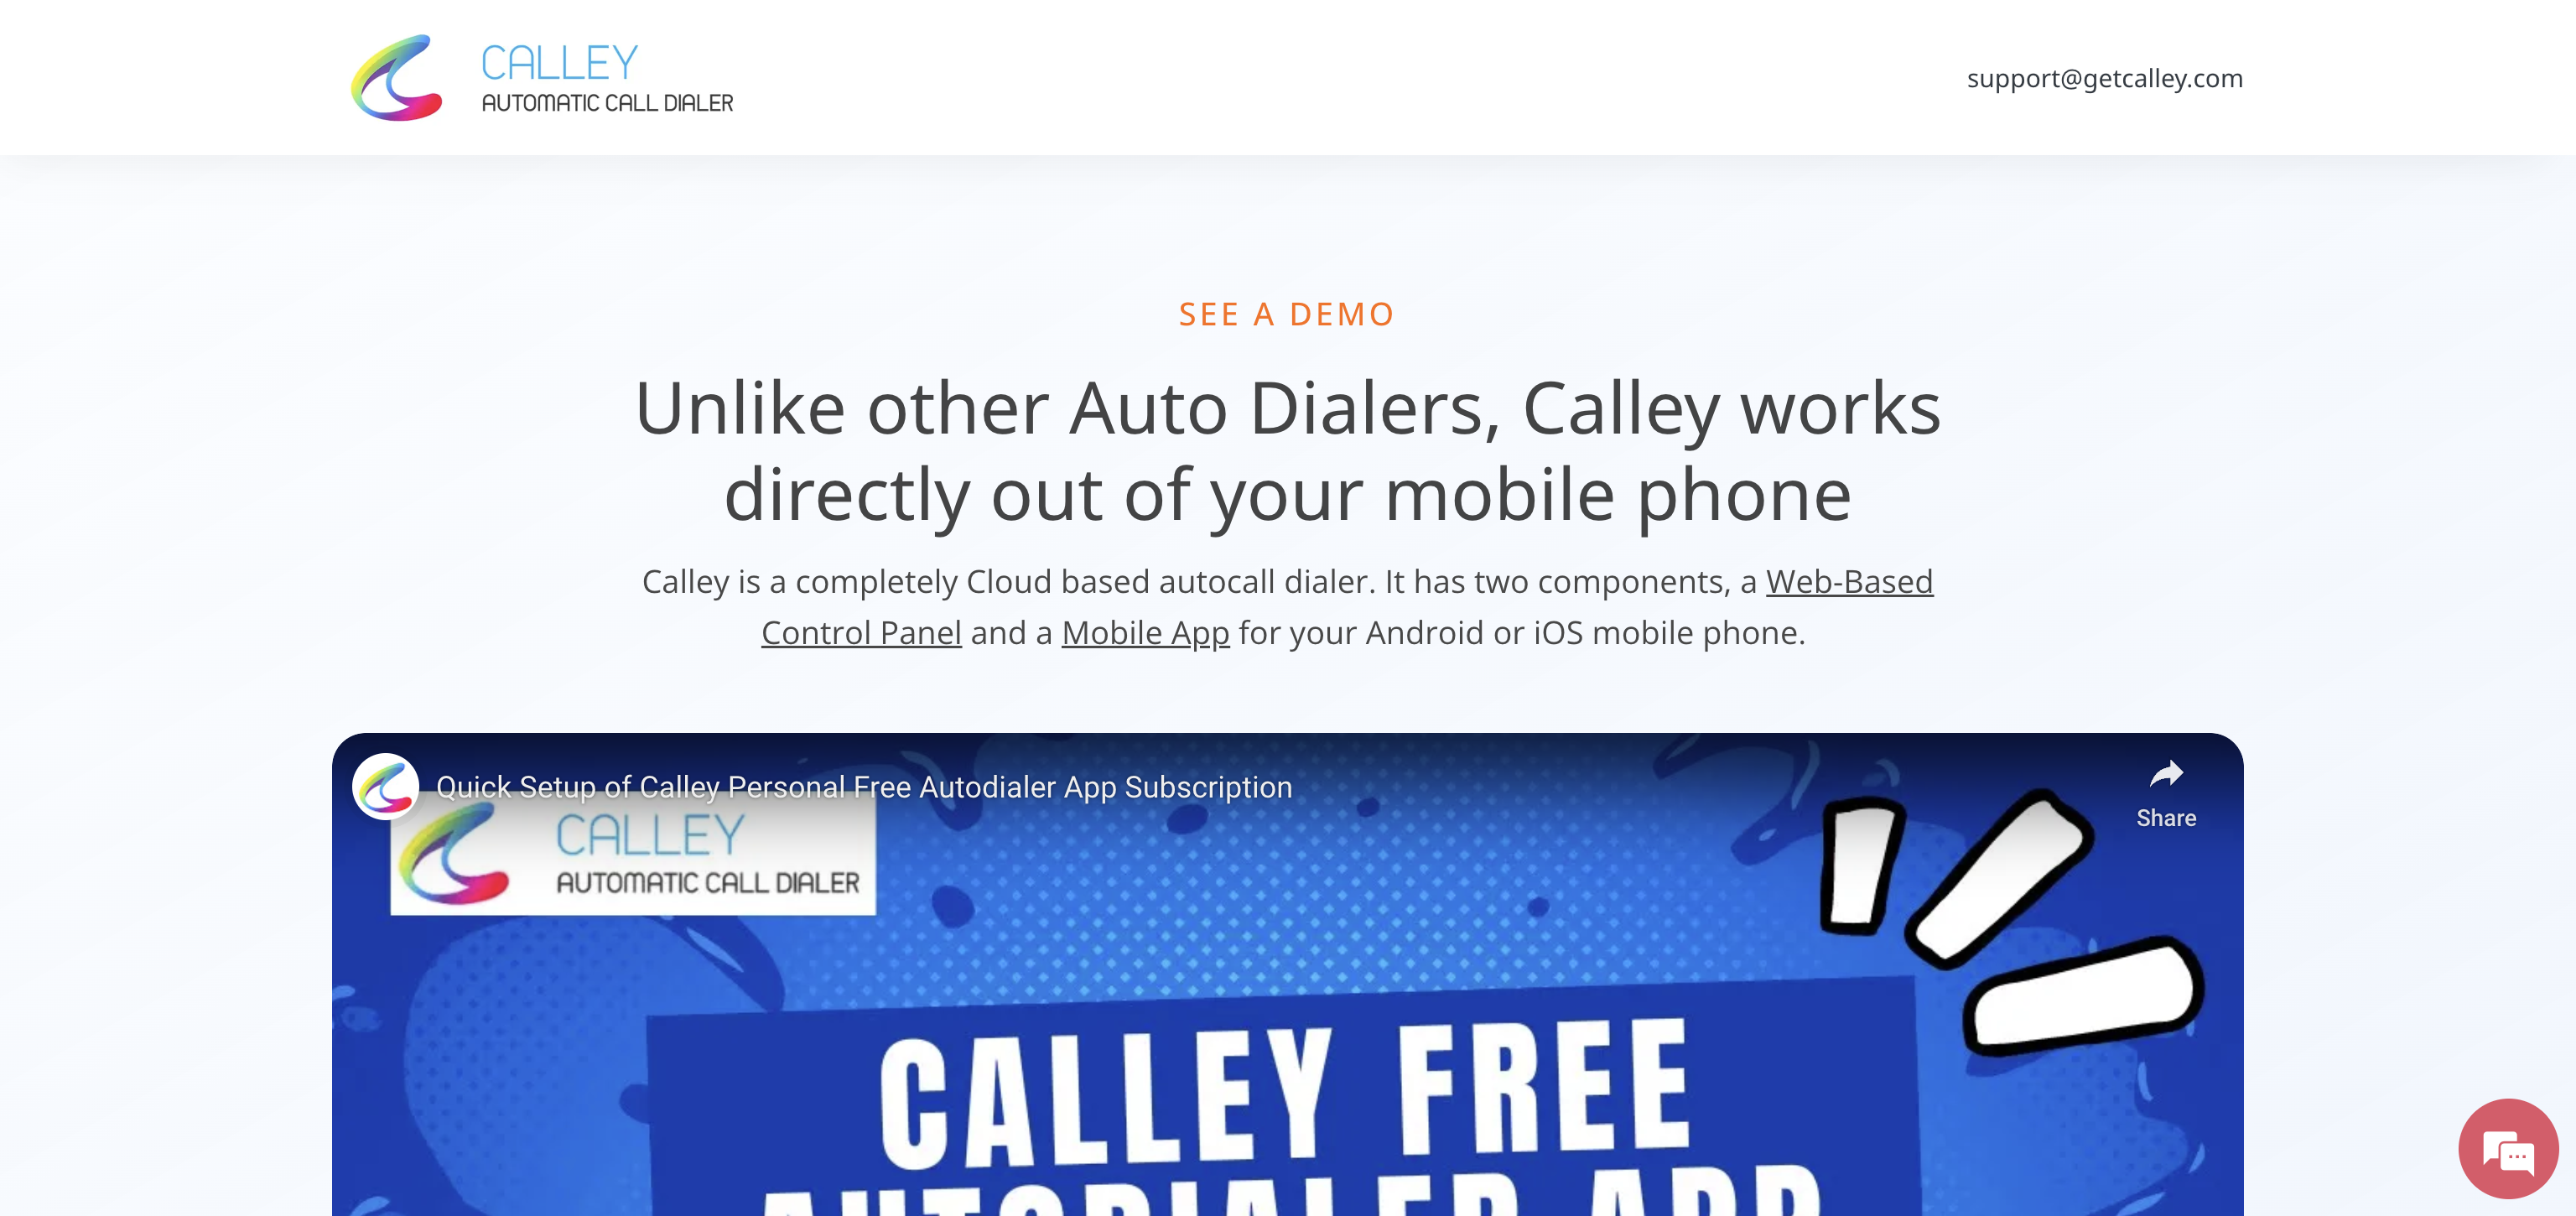 CALLEY
AUTOMATIC CALL DIALER
support@getcalley.com
SEE A DEMO
Unlike other Auto Dialers, Calley works
directly out of your mobile phone
Calley is a completely Cloud based autocall dialer. It has two components, a Web-Based
Control Panel and a Mobile App for your Android or iOS mobile phone.
Quick Setup of Calley Personal Free Autodialer App Subscription
Share
CALLEY
AUTOMATIC CALL DIALER
CALLEY FREE
AUTODIALER APP